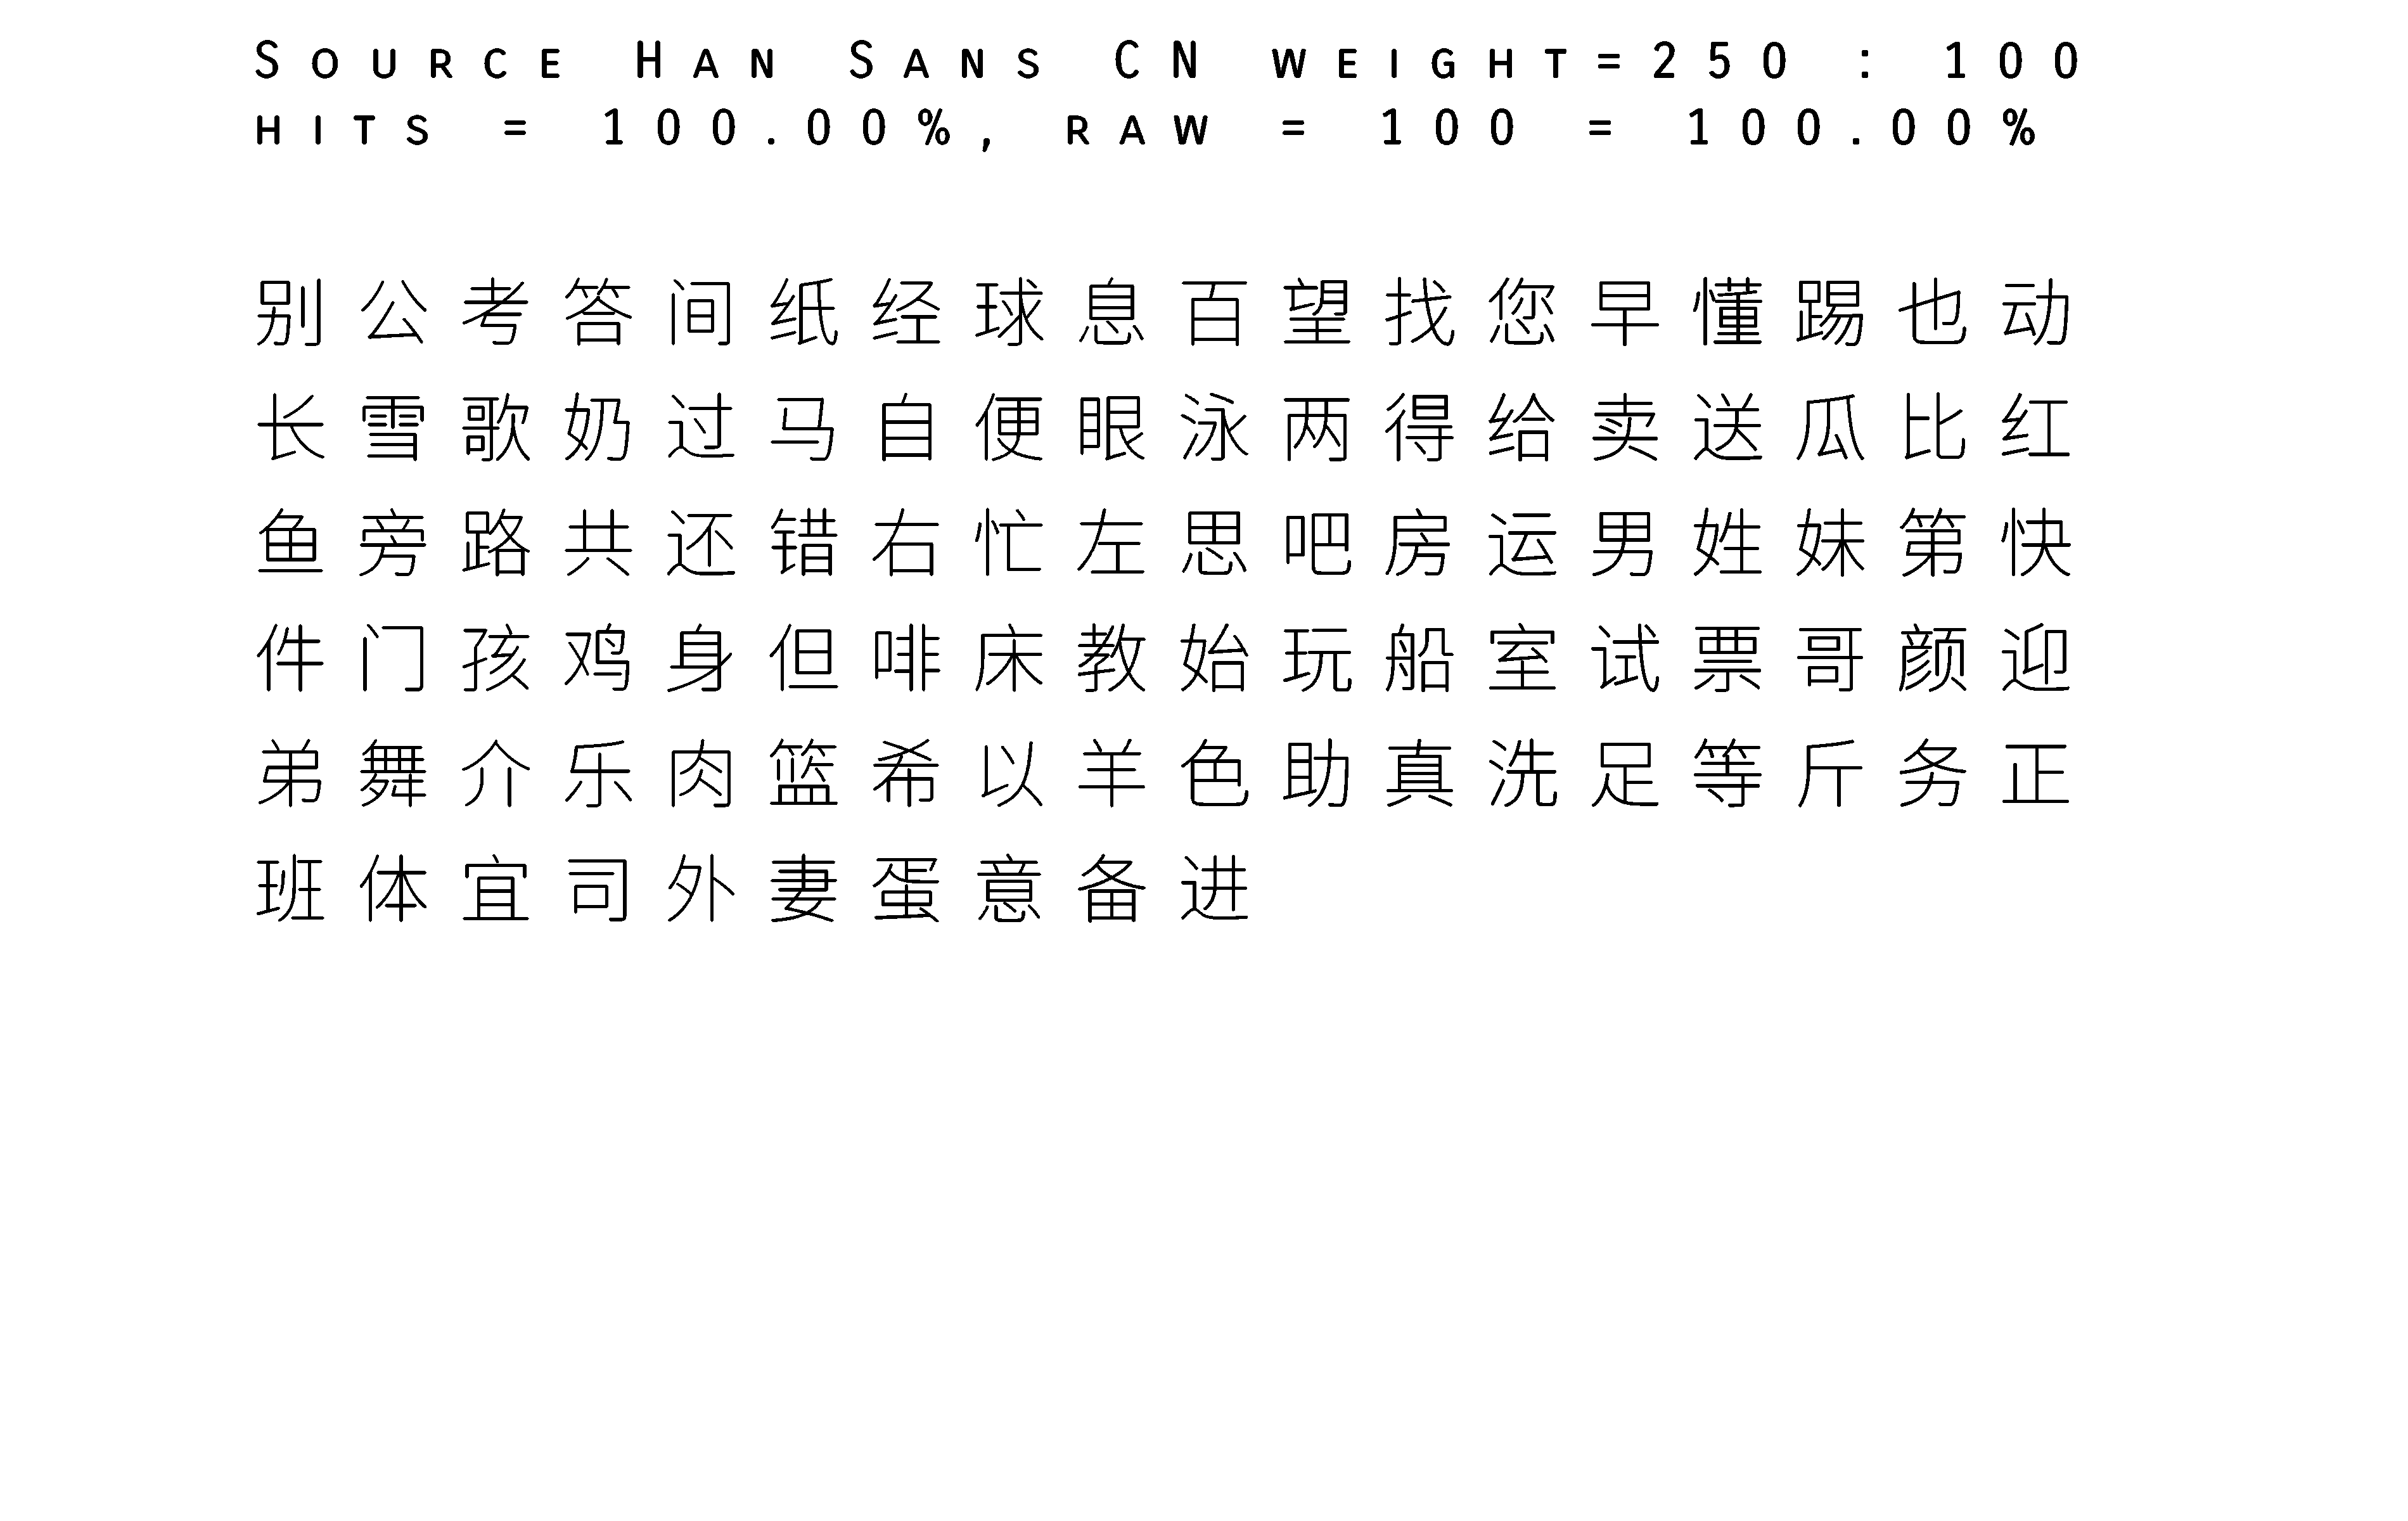 Source Han Sans CN weight=250 : 100
hits = 100.00%, raw = 100 = 100.00%
别公考答间纸经球息百望找您早懂踢也动
长雪歌奶过马自便眼泳两得给卖送瓜比红
鱼旁路共还错右忙左思吧房运男姓妹第快
件门孩鸡身但啡床教始玩船室试票哥颜迎
弟舞介乐肉篮希以羊色助真洗足等斤务正
班体宜司外妻蛋意备进